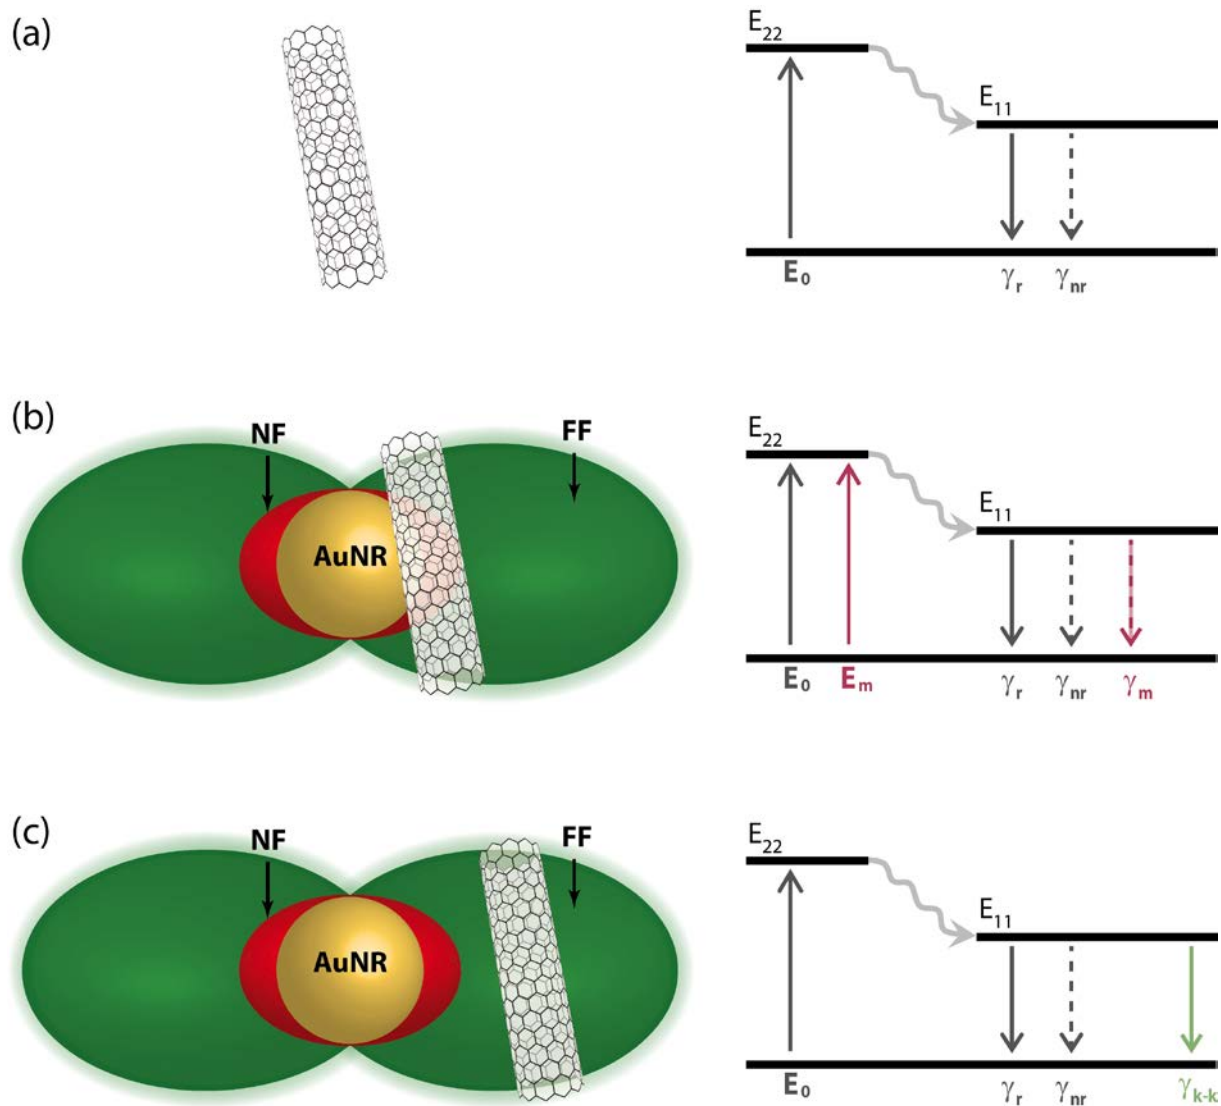 (a)
E₂₂
E₁₁
E₀ γᵣ γₙᵣ
(b)
NF FF
AuNR
E₂₂
E₁₁
E₀ Eₘ γᵣ γₙᵣ γₘ
(c)
NF FF
AuNR
E₂₂
E₁₁
E₀ γᵣ γₙᵣ γₖ₋ₖ